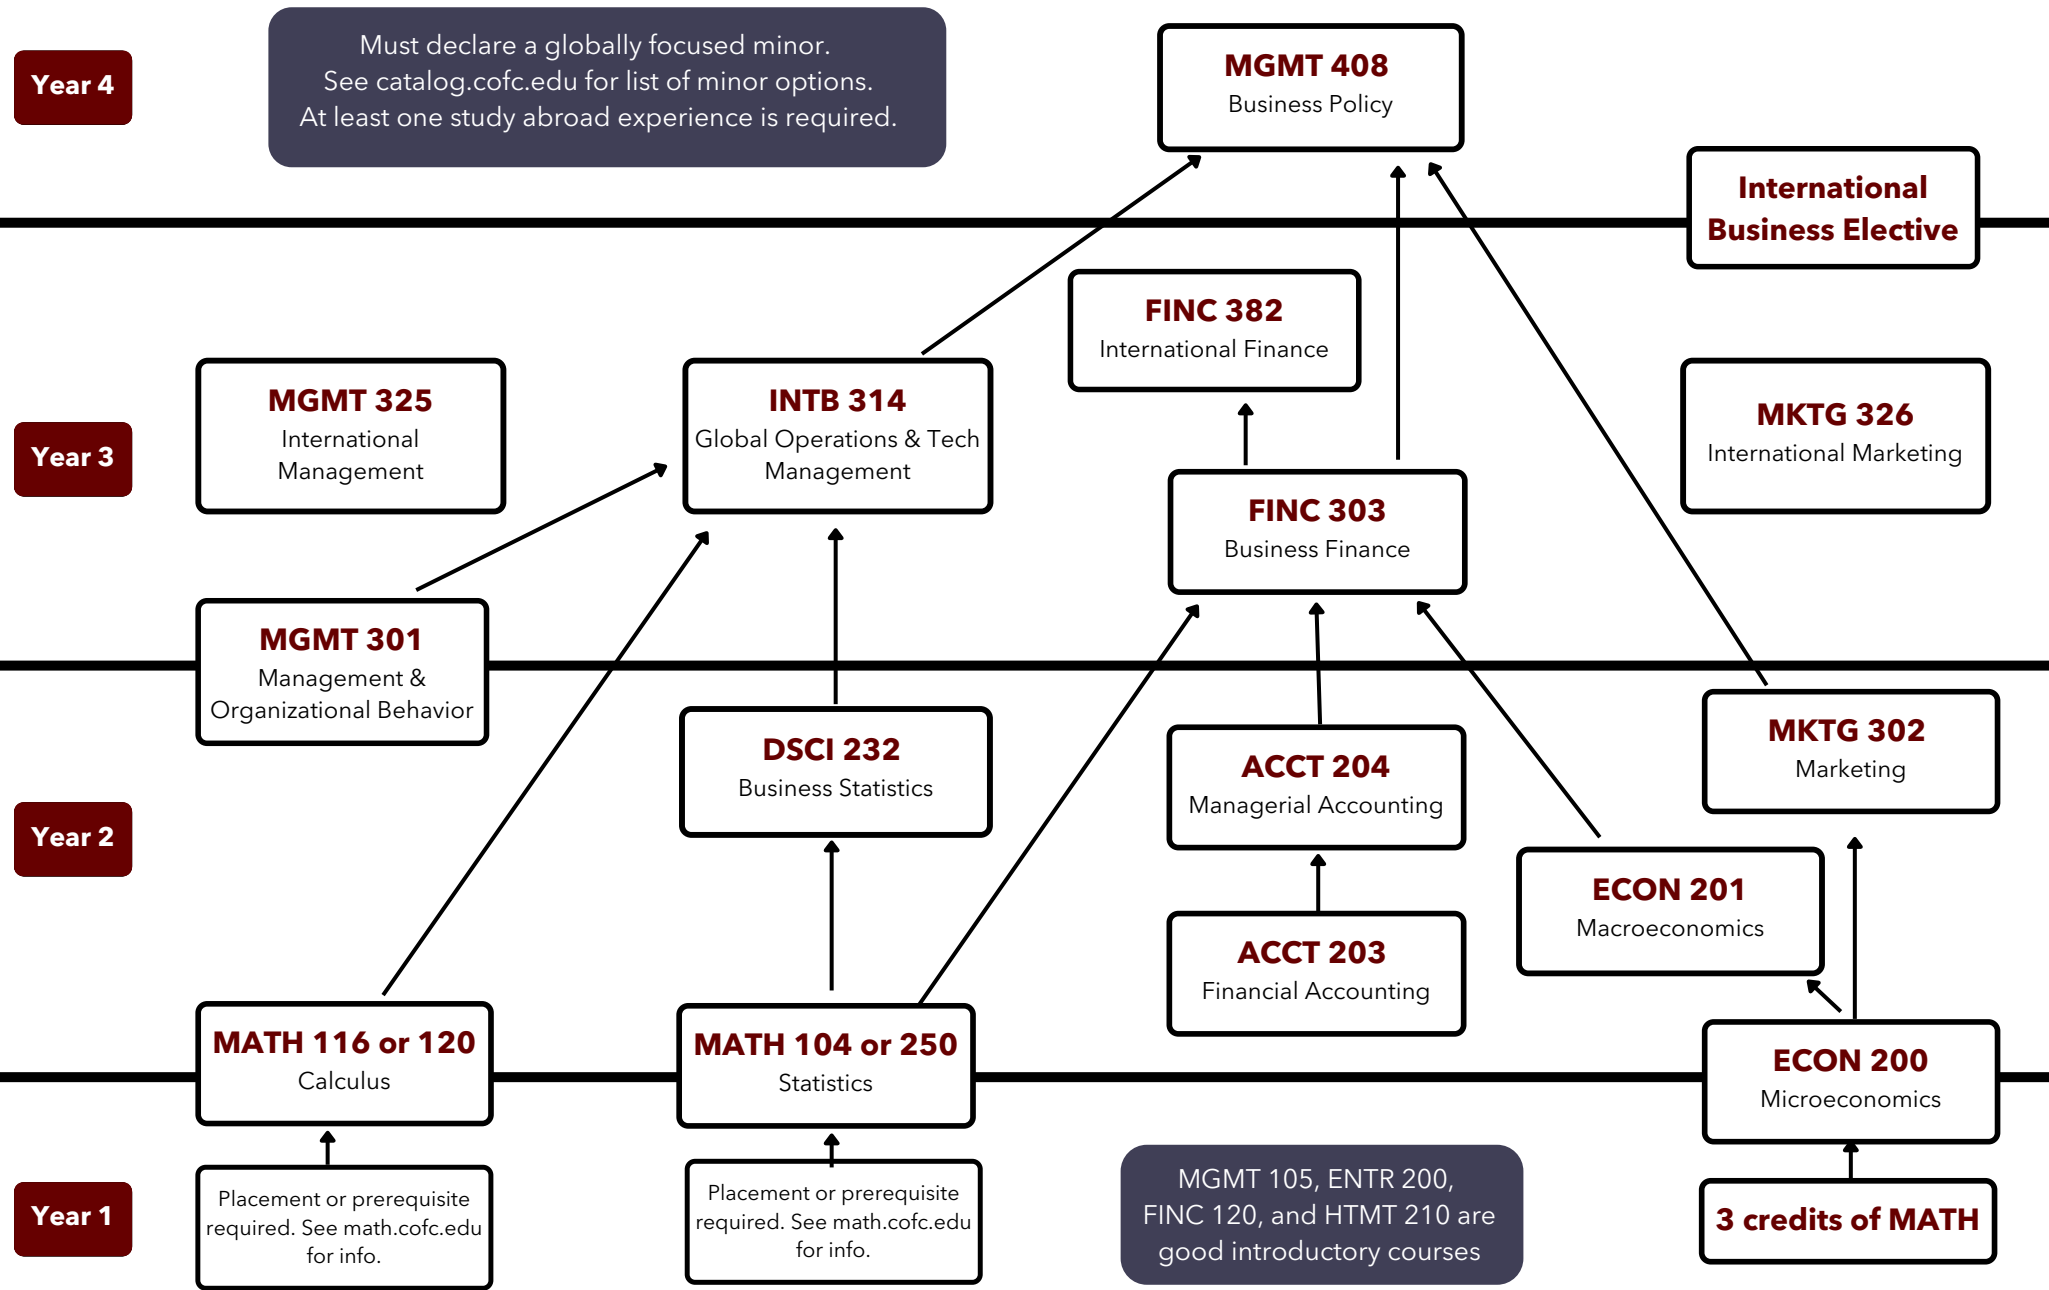 Year 4
Must declare a globally focused minor.
See catalog.cofc.edu for list of minor options.
At least one study abroad experience is required.
MGMT 408
Business Policy
International
Business Elective
Year 3
MGMT 325
International
Management
INTB 314
Global Operations & Tech
Management
FINC 382
International Finance
FINC 303
Business Finance
MKTG 326
International Marketing
MGMT 301
Management &
Organizational Behavior
Year 2
DSCI 232
Business Statistics
ACCT 204
Managerial Accounting
MKTG 302
Marketing
ECON 201
Macroeconomics
ACCT 203
Financial Accounting
MATH 116 or 120
Calculus
MATH 104 or 250
Statistics
ECON 200
Microeconomics
Year 1
Placement or prerequisite
required. See math.cofc.edu
for info.
Placement or prerequisite
required. See math.cofc.edu
for info.
MGMT 105, ENTR 200,
FINC 120, and HTMT 210 are
good introductory courses
3 credits of MATH